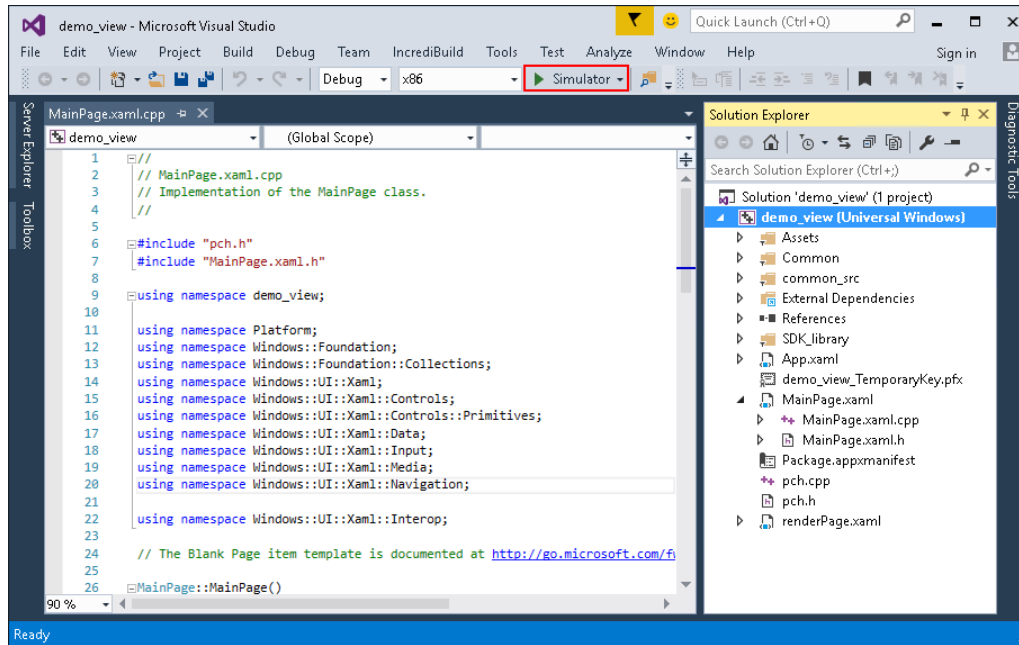 demo_view - Microsoft Visual Studio
Quick Launch (Ctrl+Q)
File Edit View Project Build Debug Team IncrediBuild Tools Test Analyze Window Help Sign in
Debug x86 Simulator
Server Explorer
Toolbox
MainPage.xaml.cpp
demo_view (Global Scope)
1 //
2 // MainPage.xaml.cpp
3 // Implementation of the MainPage class.
4 //
5
6 #include "pch.h"
7 #include "MainPage.xaml.h"
8
9 using namespace demo_view;
10
11 using namespace Platform;
12 using namespace Windows::Foundation;
13 using namespace Windows::Foundation::Collections;
14 using namespace Windows::UI::Xaml;
15 using namespace Windows::UI::Xaml::Controls;
16 using namespace Windows::UI::Xaml::Controls::Primitives;
17 using namespace Windows::UI::Xaml::Data;
18 using namespace Windows::UI::Xaml::Input;
19 using namespace Windows::UI::Xaml::Media;
20 using namespace Windows::UI::Xaml::Navigation;
21
22 using namespace Windows::UI::Xaml::Interop;
23
24 // The Blank Page item template is documented at http://go.microsoft.com/f
25
26 MainPage::MainPage()
90 %
Solution Explorer
Search Solution Explorer (Ctrl+;)
Solution 'demo_view' (1 project)
demo_view (Universal Windows)
Assets
Common
common_src
External Dependencies
References
SDK_library
App.xaml
demo_view_TemporaryKey.pfx
MainPage.xaml
MainPage.xaml.cpp
MainPage.xaml.h
Package.appxmanifest
pch.cpp
pch.h
renderPage.xaml
Diagnostic Tools
Ready